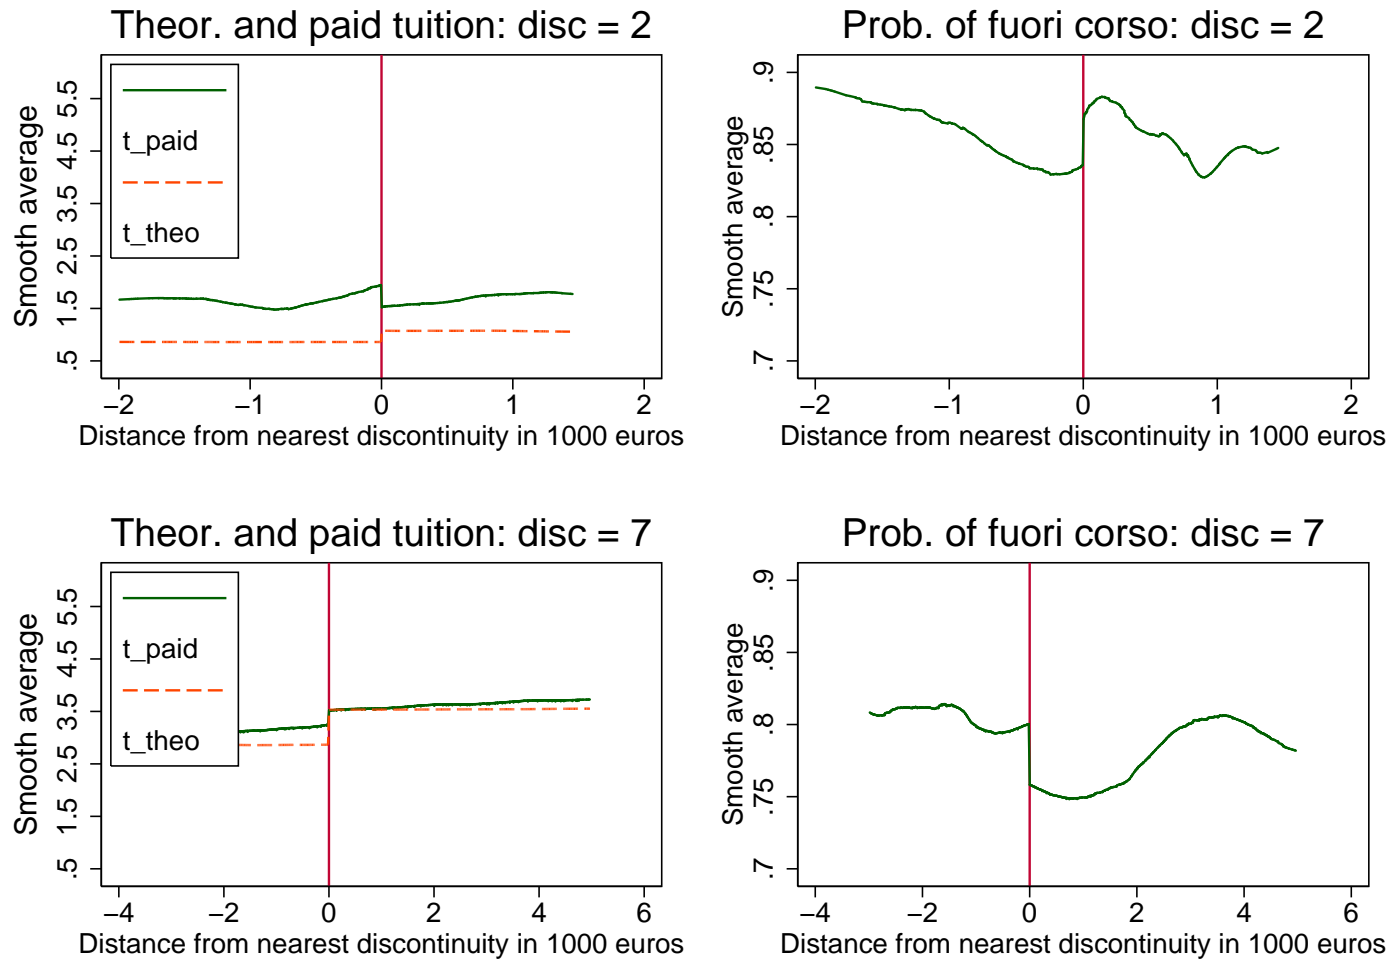 Theor. and paid tuition: disc = 2
Smooth average
5.5
4.5
3.5
2.5
1.5
.5
t_paid
t_theo
−2
−1
0
1
2
Distance from nearest discontinuity in 1000 euros
Prob. of fuori corso: disc = 2
Smooth average
.9
.85
.8
.75
.7
−2
−1
0
1
2
Distance from nearest discontinuity in 1000 euros
Theor. and paid tuition: disc = 7
Smooth average
5.5
4.5
3.5
2.5
1.5
.5
t_paid
t_theo
−4
−2
0
2
4
6
Distance from nearest discontinuity in 1000 euros
Prob. of fuori corso: disc = 7
Smooth average
.9
.85
.8
.75
.7
−4
−2
0
2
4
6
Distance from nearest discontinuity in 1000 euros